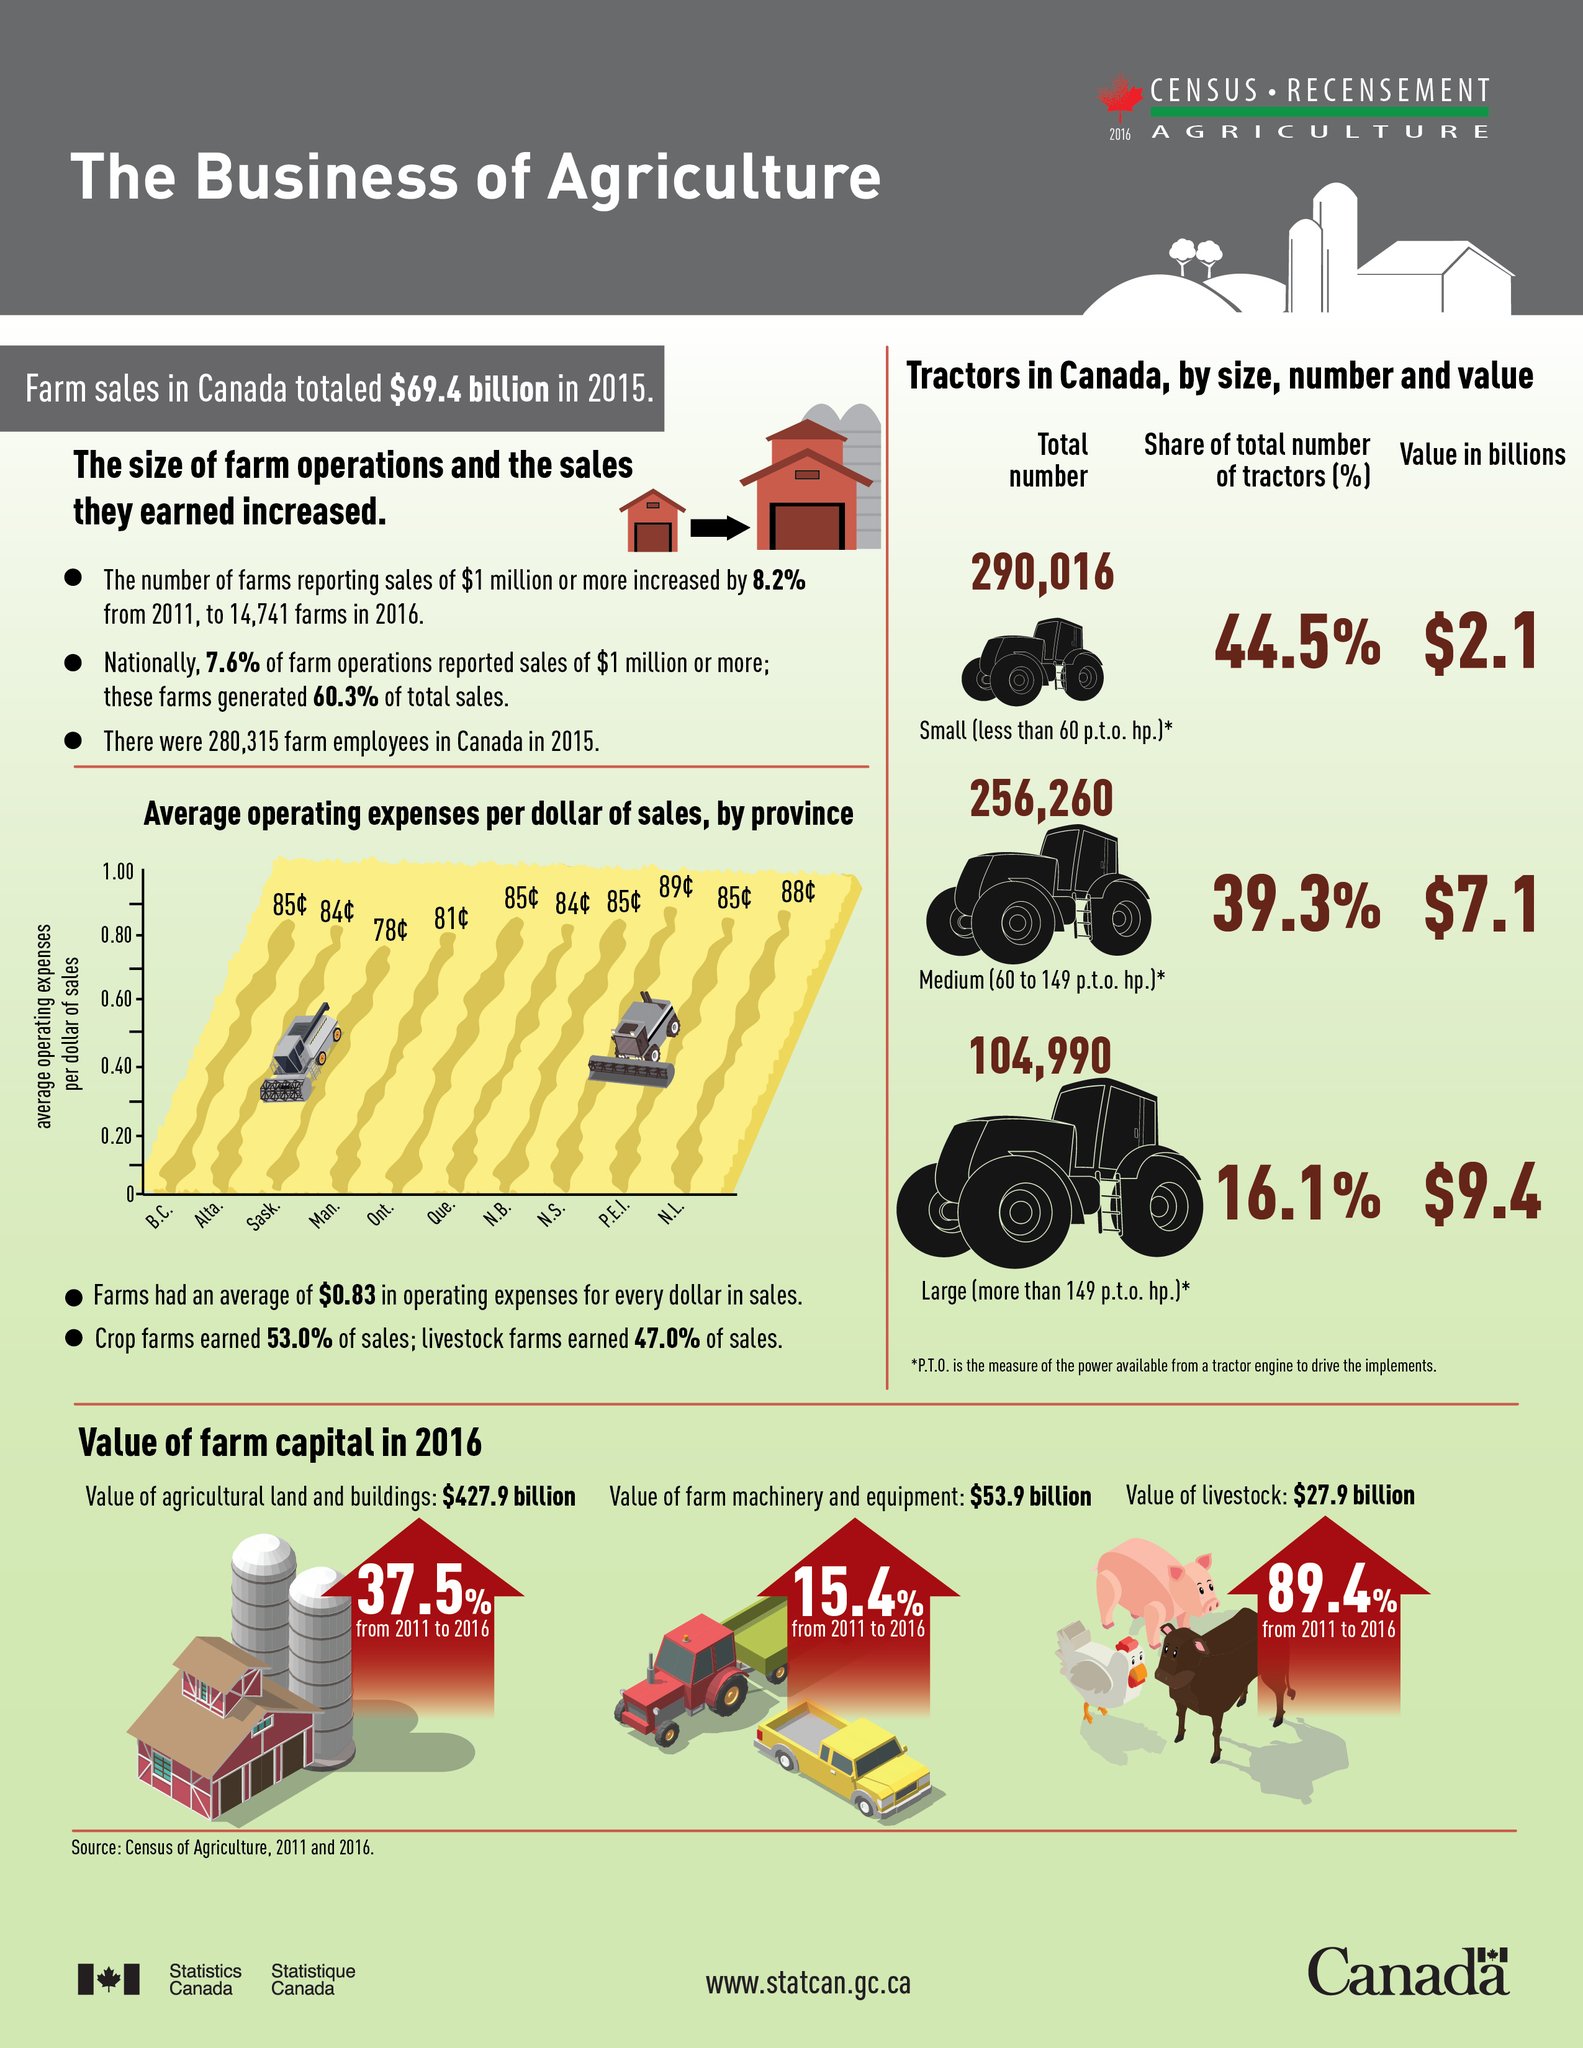 CENSUS • RECENSEMENT
2016 AGRICULTURE
The Business of Agriculture
Farm sales in Canada totaled $69.4 billion in 2015.
The size of farm operations and the sales
they earned increased.
The number of farms reporting sales of $1 million or more increased by 8.2%
from 2011, to 14,741 farms in 2016.
Nationally, 7.6% of farm operations reported sales of $1 million or more;
these farms generated 60.3% of total sales.
There were 280,315 farm employees in Canada in 2015.
Average operating expenses per dollar of sales, by province
average operating expenses
per dollar of sales
1.00
0.80
0.60
0.40
0.20
0
85¢ 84¢ 78¢ 81¢ 85¢ 84¢ 85¢ 89¢ 85¢ 88¢
B.C. Alta. Sask. Man. Ont. Que. N.B. N.S. P.E.I. N.L.
Farms had an average of $0.83 in operating expenses for every dollar in sales.
Crop farms earned 53.0% of sales; livestock farms earned 47.0% of sales.
Tractors in Canada, by size, number and value
Total
number
Share of total number
of tractors (%)
Value in billions
290,016
44.5% $2.1
Small (less than 60 p.t.o. hp.)*
256,260
39.3% $7.1
Medium (60 to 149 p.t.o. hp.)*
104,990
16.1% $9.4
Large (more than 149 p.t.o. hp.)*
*P.T.O. is the measure of the power available from a tractor engine to drive the implements.
Value of farm capital in 2016
Value of agricultural land and buildings: $427.9 billion
37.5%
from 2011 to 2016
Value of farm machinery and equipment: $53.9 billion
15.4%
from 2011 to 2016
Value of livestock: $27.9 billion
89.4%
from 2011 to 2016
Source: Census of Agriculture, 2011 and 2016.
Statistics
Canada
Statistique
Canada
www.statcan.gc.ca
Canada